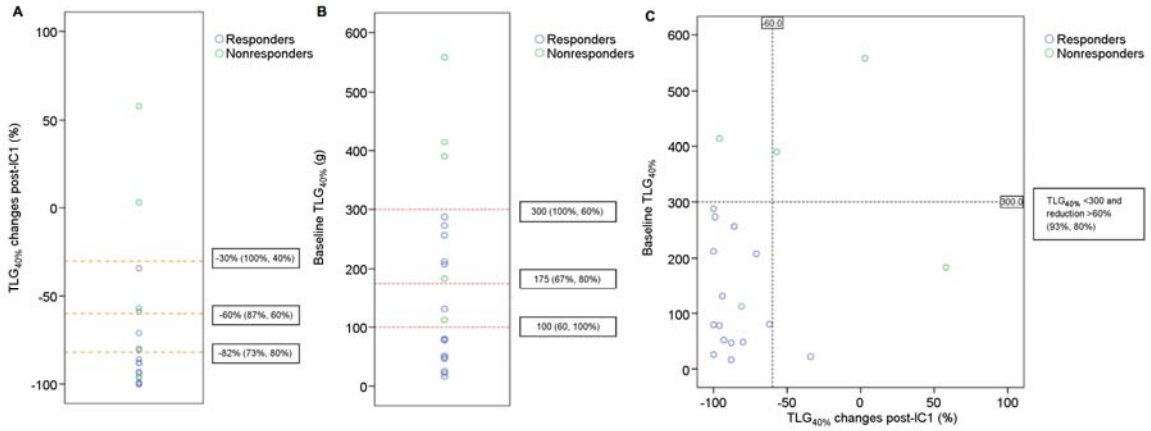 A
TLG40% changes post-IC1 (%)
100
50
0
-50
-100
Responders
Nonresponders
-30% (100%, 40%)
-60% (87%, 60%)
-82% (73%, 80%)
B
Baseline TLG40% (g)
600
500
400
300
200
100
0
Responders
Nonresponders
300 (100%, 60%)
175 (67%, 80%)
100 (60, 100%)
C
Baseline TLG40%
600
500
400
300
200
100
0
-60.0
300.0
-100
-50
0
50
100
TLG40% changes post-IC1 (%)
Responders
Nonresponders
TLG40% <300 and
reduction >60%
(93%, 80%)